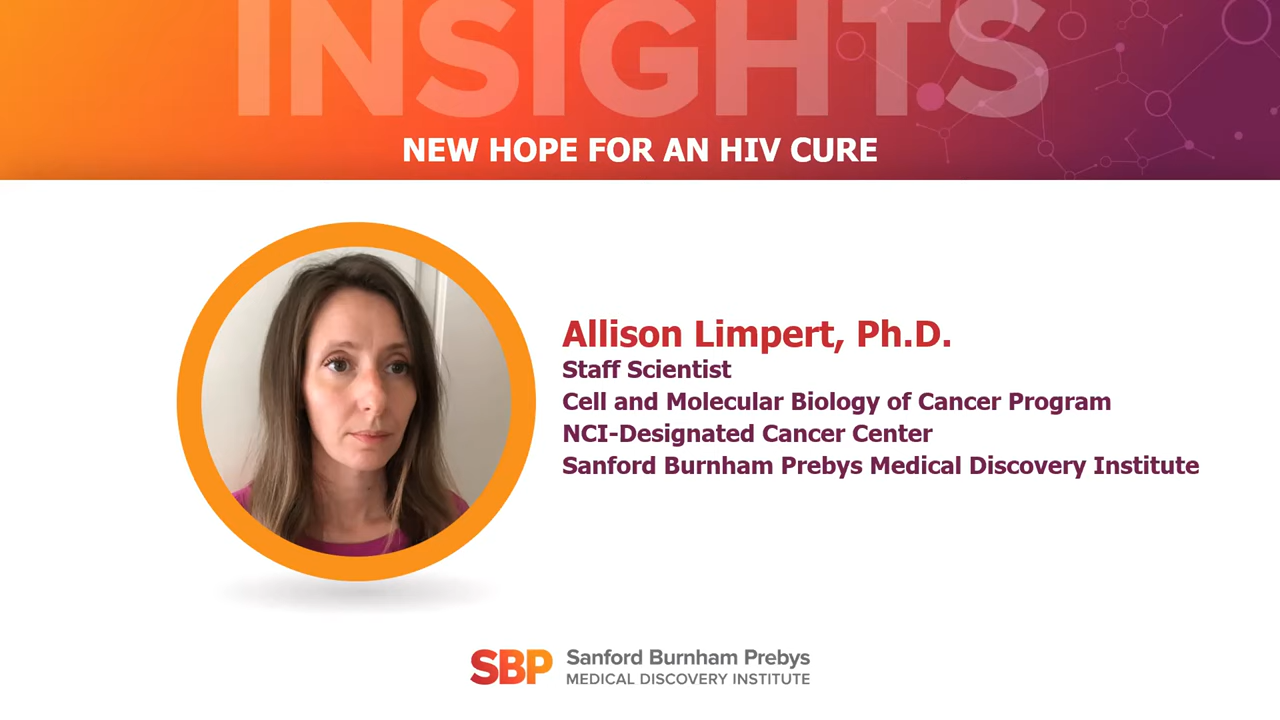 INSIGHTS
NEW HOPE FOR AN HIV CURE
Allison Limpert, Ph.D.
Staff Scientist
Cell and Molecular Biology of Cancer Program
NCI-Designated Cancer Center
Sanford Burnham Prebys Medical Discovery Institute
SBP Sanford Burnham Prebys
MEDICAL DISCOVERY INSTITUTE